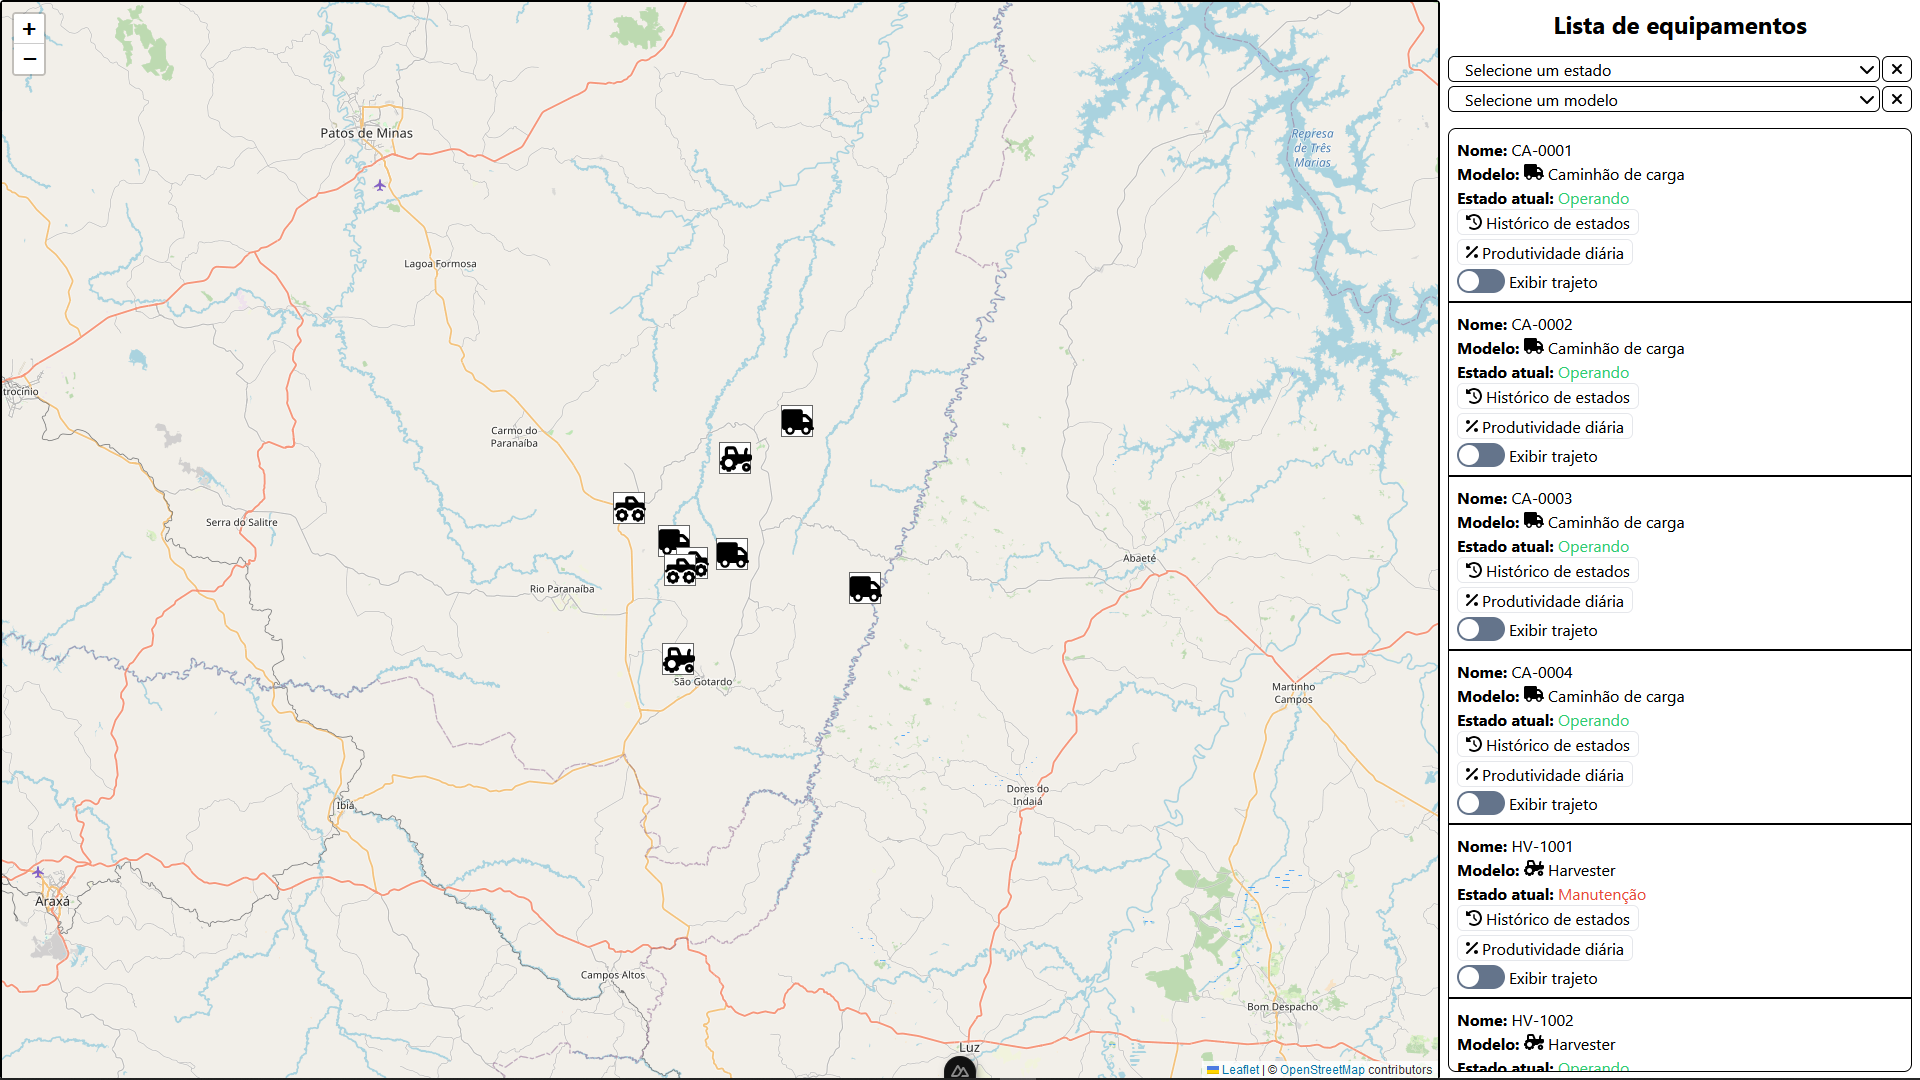 +
−
Patos de Minas
Lagoa Formosa
Represa
de Três
Marias
trocínio
Carmo do
Paranaíba
Serra do Salitre
Rio Paranaíba
Abaeté
São Gotardo
Martinho
Campos
Dores do
Indaiá
Ibiá
Araxá
Campos Altos
Bom Despacho
Luz
Leaflet | © OpenStreetMap contributors
Lista de equipamentos
Selecione um estado
Selecione um modelo
Nome: CA-0001
Modelo: Caminhão de carga
Estado atual: Operando
Histórico de estados
Produtividade diária
Exibir trajeto
Nome: CA-0002
Modelo: Caminhão de carga
Estado atual: Operando
Histórico de estados
Produtividade diária
Exibir trajeto
Nome: CA-0003
Modelo: Caminhão de carga
Estado atual: Operando
Histórico de estados
Produtividade diária
Exibir trajeto
Nome: CA-0004
Modelo: Caminhão de carga
Estado atual: Operando
Histórico de estados
Produtividade diária
Exibir trajeto
Nome: HV-1001
Modelo: Harvester
Estado atual: Manutenção
Histórico de estados
Produtividade diária
Exibir trajeto
Nome: HV-1002
Modelo: Harvester
Estado atual: Operando